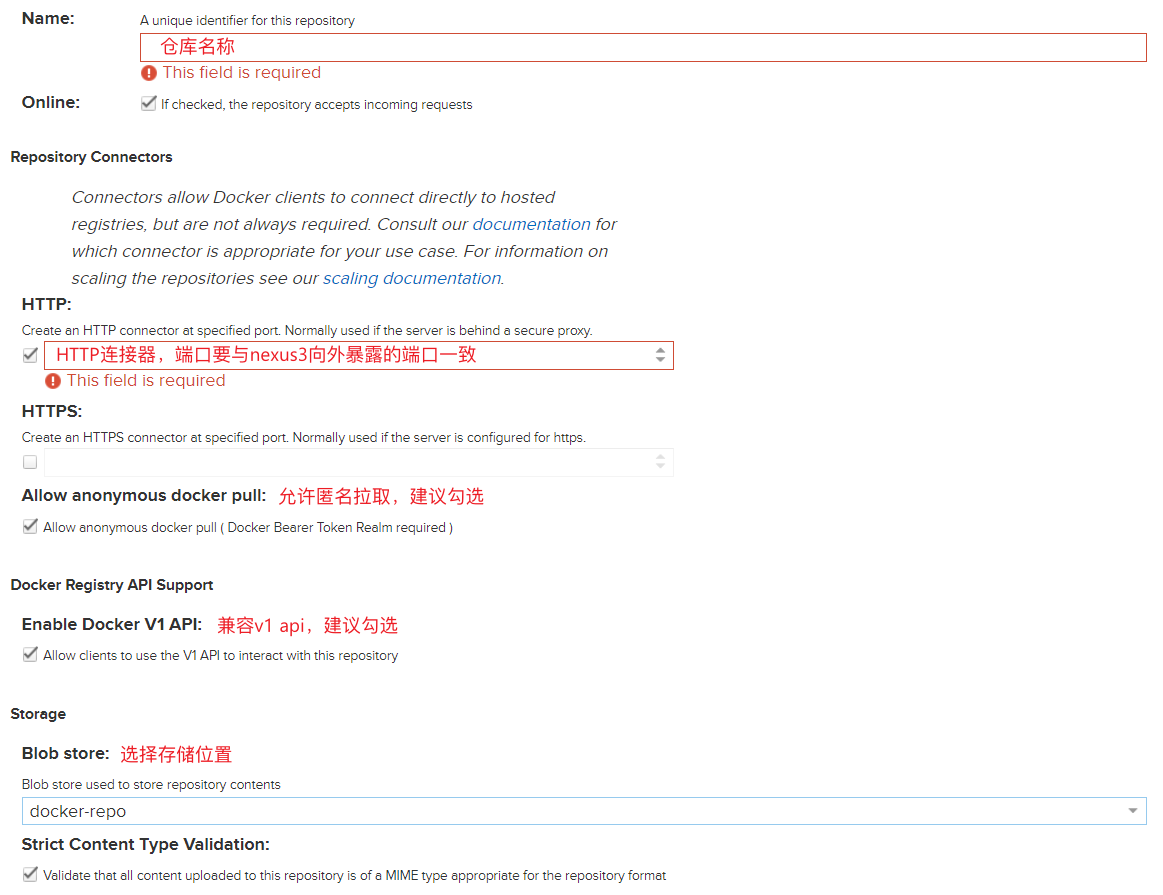 Name:
A unique identifier for this repository
仓库名称
This field is required
Online:
If checked, the repository accepts incoming requests
Repository Connectors
Connectors allow Docker clients to connect directly to hosted
registries, but are not always required. Consult our documentation for
which connector is appropriate for your use case. For information on
scaling the repositories see our scaling documentation.
HTTP:
Create an HTTP connector at specified port. Normally used if the server is behind a secure proxy.
HTTP连接器，端口要与nexus3向外暴露的端口一致
This field is required
HTTPS:
Create an HTTPS connector at specified port. Normally used if the server is configured for https.
Allow anonymous docker pull: 允许匿名拉取，建议勾选
Allow anonymous docker pull ( Docker Bearer Token Realm required )
Docker Registry API Support
Enable Docker V1 API: 兼容v1 api，建议勾选
Allow clients to use the V1 API to interact with this repository
Storage
Blob store: 选择存储位置
Blob store used to store repository contents
docker-repo
Strict Content Type Validation:
Validate that all content uploaded to this repository is of a MIME type appropriate for the repository format